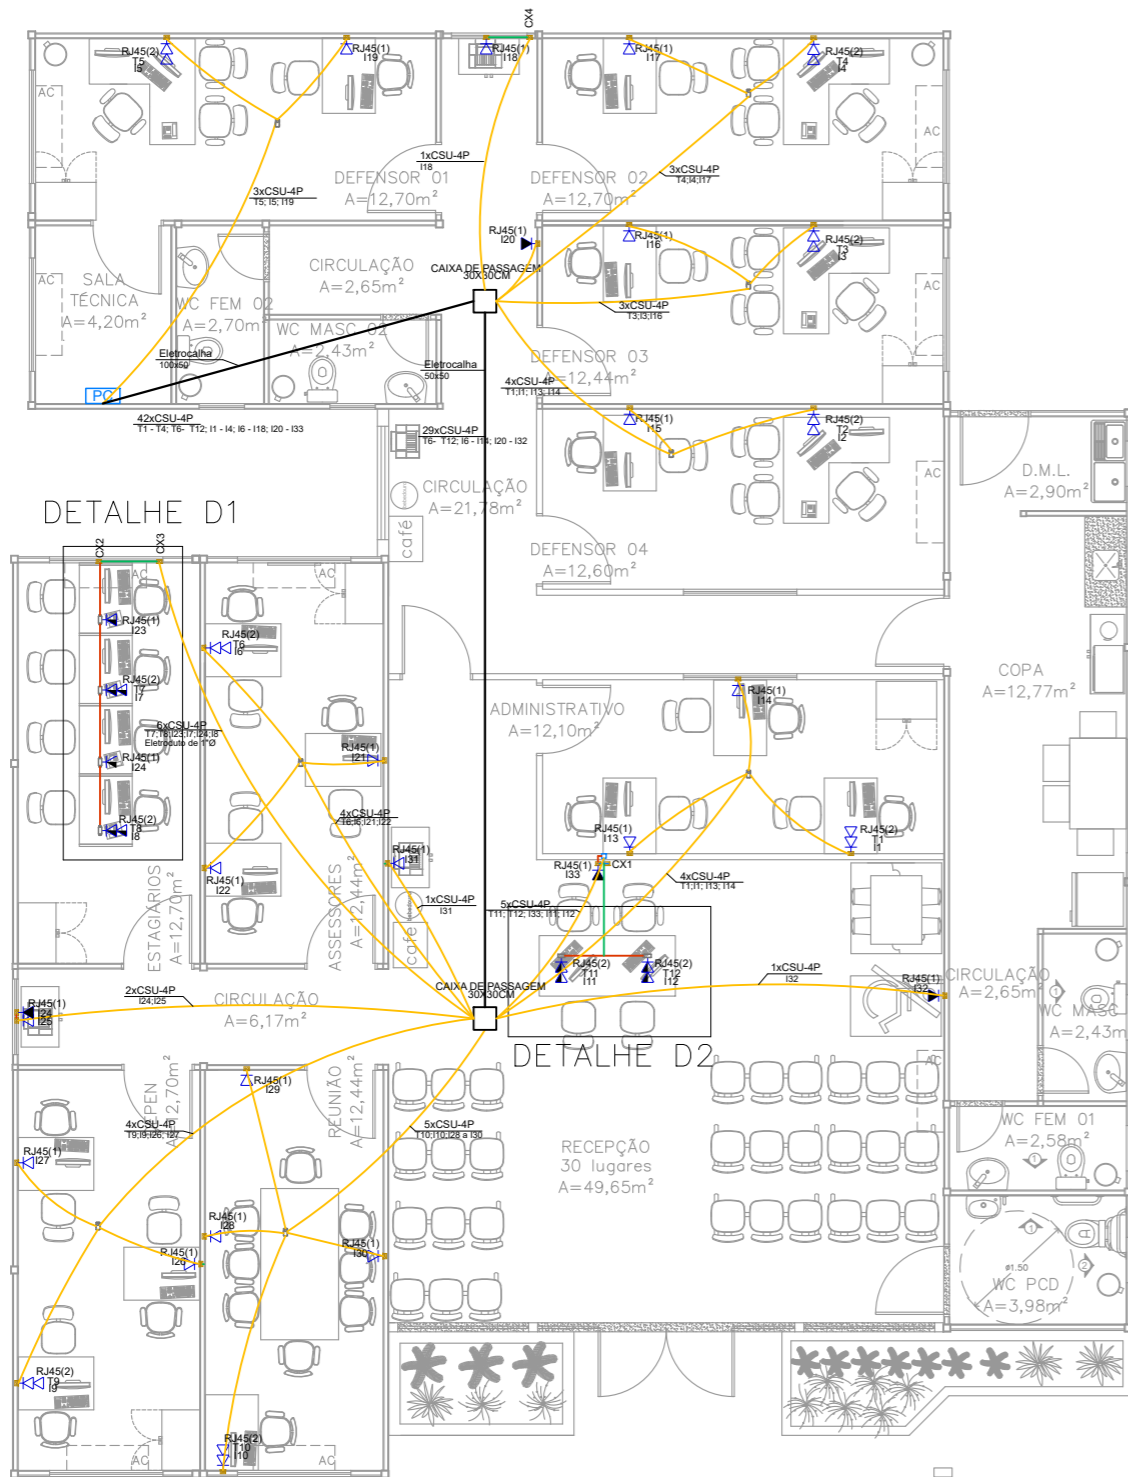 CX4
RJ45(2)
T5
I5
RJ45(1)
I19
RJ45(1)
I18
RJ45(1)
I17
RJ45(2)
T4
I4
AC
AC
1xCSU-4P
I18
DEFENSOR 01
A=12,70m²
DEFENSOR 02
A=12,70m²
3xCSU-4P
T4;I4;I17
3xCSU-4P
T5; I5; I19
RJ45(1)
I20
RJ45(1)
I16
RJ45(2)
T3
I3
CIRCULAÇÃO
A=2,65m²
CAIXA DE PASSAGEM
30X30CM
AC
SALA
TÉCNICA
A=4,20m²
AC
WC FEM 02
A=2,70m²
WC MASC 02
A=2,43m²
3xCSU-4P
T3;I3;I16
Eletrocalha
100x50
Eletrocalha
50x50
DEFENSOR 03
A=12,44m²
4xCSU-4P
T1;I1; I13; I14
PC
42xCSU-4P
T1 - T4; T6- T12; I1 - I4; I6 - I18; I20 - I33
29xCSU-4P
T6- T12; I6 - I14; I20 - I32
RJ45(1)
I15
RJ45(2)
T2
I2
AC
D.M.L.
A=2,90m²
CIRCULAÇÃO
A=21,78m²
bebedouro
café
DETALHE D1
CX2
CX3
DEFENSOR 04
A=12,60m²
AC
AC
RJ45(1)
I23
RJ45(2)
T6
I6
RJ45(2)
T7
I7
COPA
A=12,77m²
ADMINISTRATIVO
A=12,10m²
RJ45(1)
I14
6xCSU-4P
T7;T8;I23;I7;I24;I8
Eletroduto de 1"Ø
RJ45(1)
I24
RJ45(1)
I21
4xCSU-4P
T6;I6;I21;I22
RJ45(2)
T8
I8
RJ45(1)
I13
RJ45(2)
T1
I1
RJ45(1)
I31
RJ45(1)
I33
CX1
RJ45(1)
I22
4xCSU-4P
T1;I1; I13; I14
1xCSU-4P
I31
5xCSU-4P
T11; T12; I33; I11; I12
ESTAGIÁRIOS
A=12,70m²
ASSESSORES
A=12,44m²
bebedouro
café
RJ45(2)
T11
I11
RJ45(2)
T12
I12
1xCSU-4P
I32
RJ45(1)
I32
CIRCULAÇÃO
A=2,65m²
CAIXA DE PASSAGEM
30X30CM
2xCSU-4P
I24;I25
CIRCULAÇÃO
A=6,17m²
RJ45(1)
I24
I25
WC MASC
A=2,43m²
1
DETALHE D2
AC
RJ45(1)
I29
DEPEN
A=12,70m²
REUNIÃO
A=12,44m²
4xCSU-4P
T9;I9;I26; I27
5xCSU-4P
T10;I10;I28 a I30
RECEPÇÃO
30 lugares
A=49,65m²
WC FEM 01
A=2,58m²
1
RJ45(1)
I27
RJ45(1)
I28
1
RJ45(1)
I26
RJ45(1)
I30
ø1.50
2
WC PCD
A=3,98m²
RJ45(2)
T9
I9
RJ45(2)
T10
I10
AC
AC